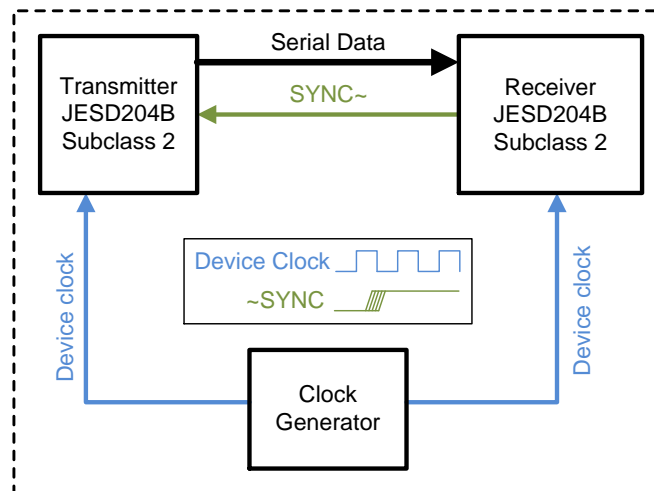 Serial Data
Transmitter
JESD204B
Subclass 2
SYNC~
Receiver
JESD204B
Subclass 2
Device clock
Device Clock
~SYNC
Device clock
Clock
Generator